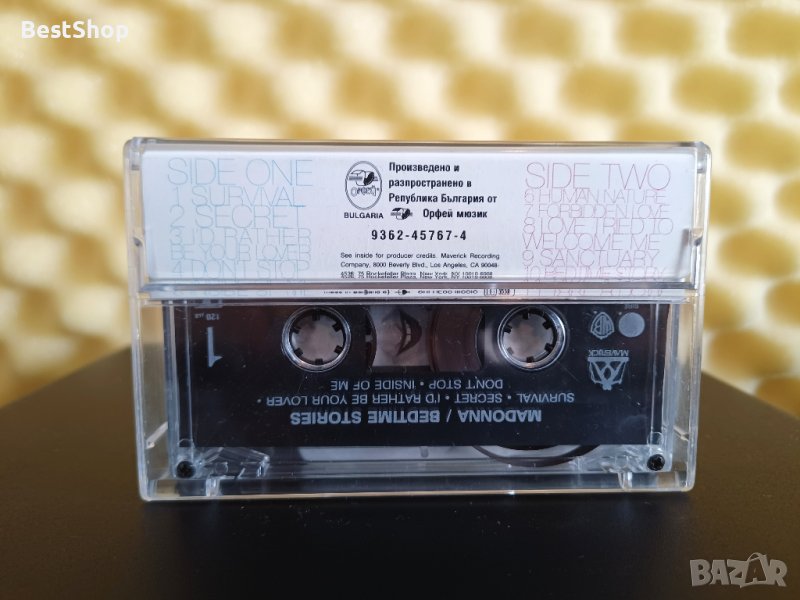 BestShop
SIDE ONE
1 SURVIVAL
2 SECRET
3 I'D RATHER
BE YOUR LOVER
4 DON'T STOP
BULGARIA
Произведено и
разпространено в
Република България от
Орфей мюзик
9362-45767-4
See inside for producer credits. Maverick Recording
Company, 8000 Beverly Blvd., Los Angeles, CA 90048-
SIDE TWO
6 HUMAN NATURE
7 FORBIDDEN LOVE
8 LOVE TRIED TO
WELCOME ME
9 SANCTUARY
10 BEDTIME STORY
MADONNA / BEDTIME STORIES
SURVIVAL • SECRET • I'D RATHER BE YOUR LOVER •
DON'T STOP • INSIDE OF ME
MAVERICK
1
BAZAR